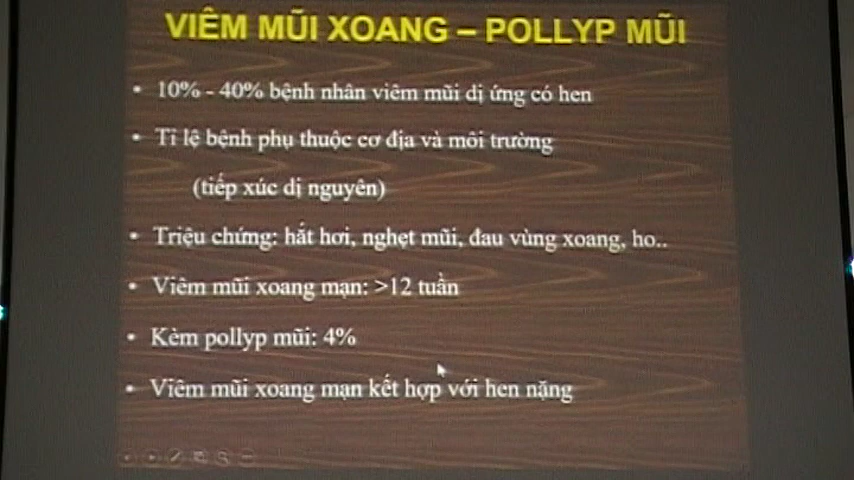 VIÊM MŨI XOANG – POLLYP MŨI
• 10% - 40% bệnh nhân viêm mũi dị ứng có hen
• Tỉ lệ bệnh phụ thuộc cơ địa và môi trường
(tiếp xúc dị nguyên)
• Triệu chứng: hắt hơi, nghẹt mũi, đau vùng xoang, ho..
• Viêm mũi xoang mạn: >12 tuần
• Kèm pollyp mũi: 4%
• Viêm mũi xoang mạn kết hợp với hen nặng